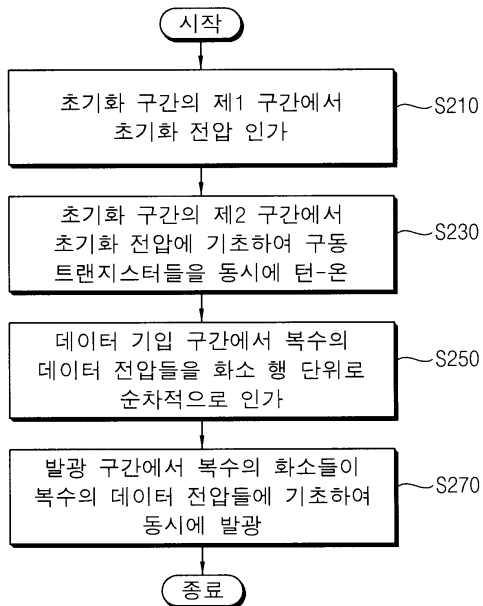 시작
초기화 구간의 제1 구간에서
초기화 전압 인가
S210
초기화 구간의 제2 구간에서
초기화 전압에 기초하여 구동
트랜지스터들을 동시에 턴-온
S230
데이터 기입 구간에서 복수의
데이터 전압들을 화소 행 단위로
순차적으로 인가
S250
발광 구간에서 복수의 화소들이
복수의 데이터 전압들에 기초하여
동시에 발광
S270
종료